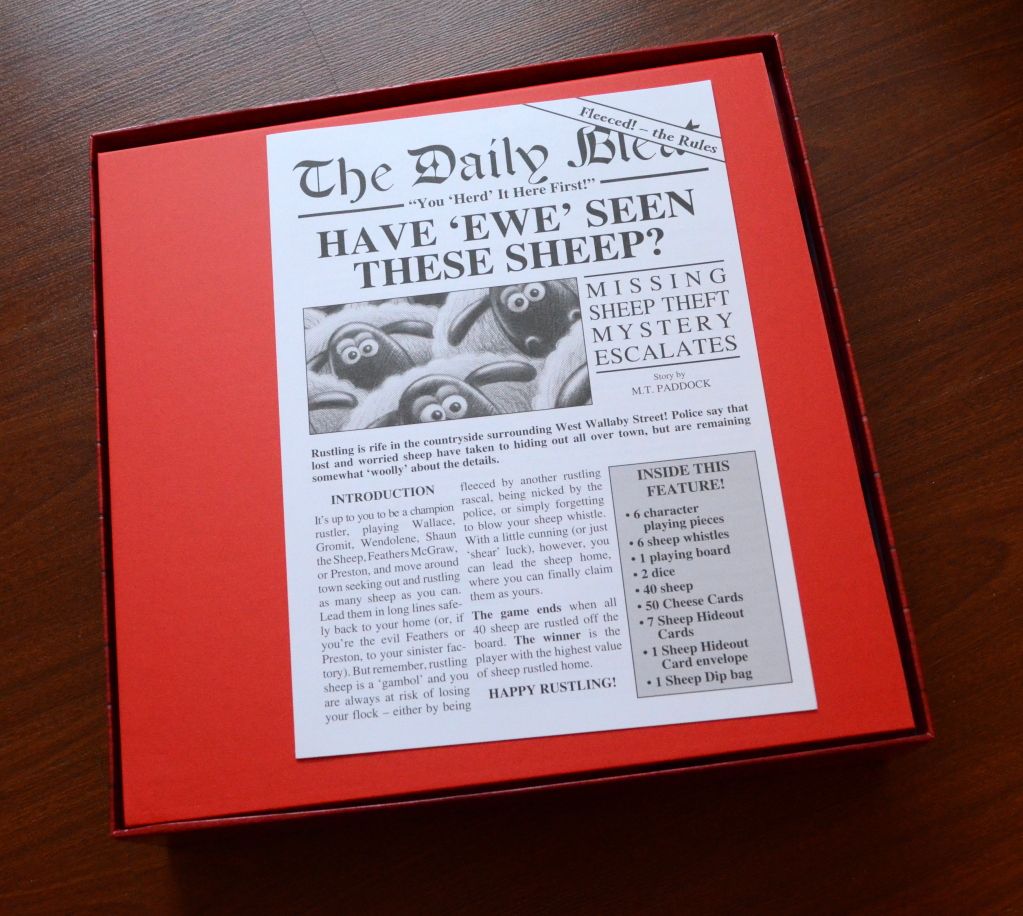 Fleeced! – the Rules
The Daily Bleat
“You ‘Herd’ It Here First!”
HAVE ‘EWE’ SEEN
THESE SHEEP?
MISSING
SHEEP THEFT
MYSTERY
ESCALATES
Story by
M.T. PADDOCK
Rustling is rife in the countryside surrounding West Wallaby Street! Police say that
lost and worried sheep have taken to hiding out all over town, but are remaining
somewhat ‘woolly’ about the details.
INTRODUCTION
It’s up to you to be a champion
rustler, playing Wallace,
Gromit, Wendolene, Shaun
the Sheep, Feathers McGraw,
or Preston, and move around
town seeking out and rustling
as many sheep as you can.
Lead them in long lines safe-
ly back to your home (or, if
you’re the evil Feathers or
Preston, to your sinister fac-
tory). But remember, rustling
sheep is a ‘gambol’ and you
are always at risk of losing
your flock – either by being
fleeced by another rustling
rascal, being nicked by the
police, or simply forgetting
to blow your sheep whistle.
With a little cunning (or just
‘shear’ luck), however, you
can lead the sheep home,
where you can finally claim
them as yours.
The game ends when all
40 sheep are rustled off the
board. The winner is the
player with the highest value
of sheep rustled home.
HAPPY RUSTLING!
INSIDE THIS
FEATURE!
• 6 character
playing pieces
• 6 sheep whistles
• 1 playing board
• 2 dice
• 40 sheep
• 50 Cheese Cards
• 7 Sheep Hideout
Cards
• 1 Sheep Hideout
Card envelope
• 1 Sheep Dip bag